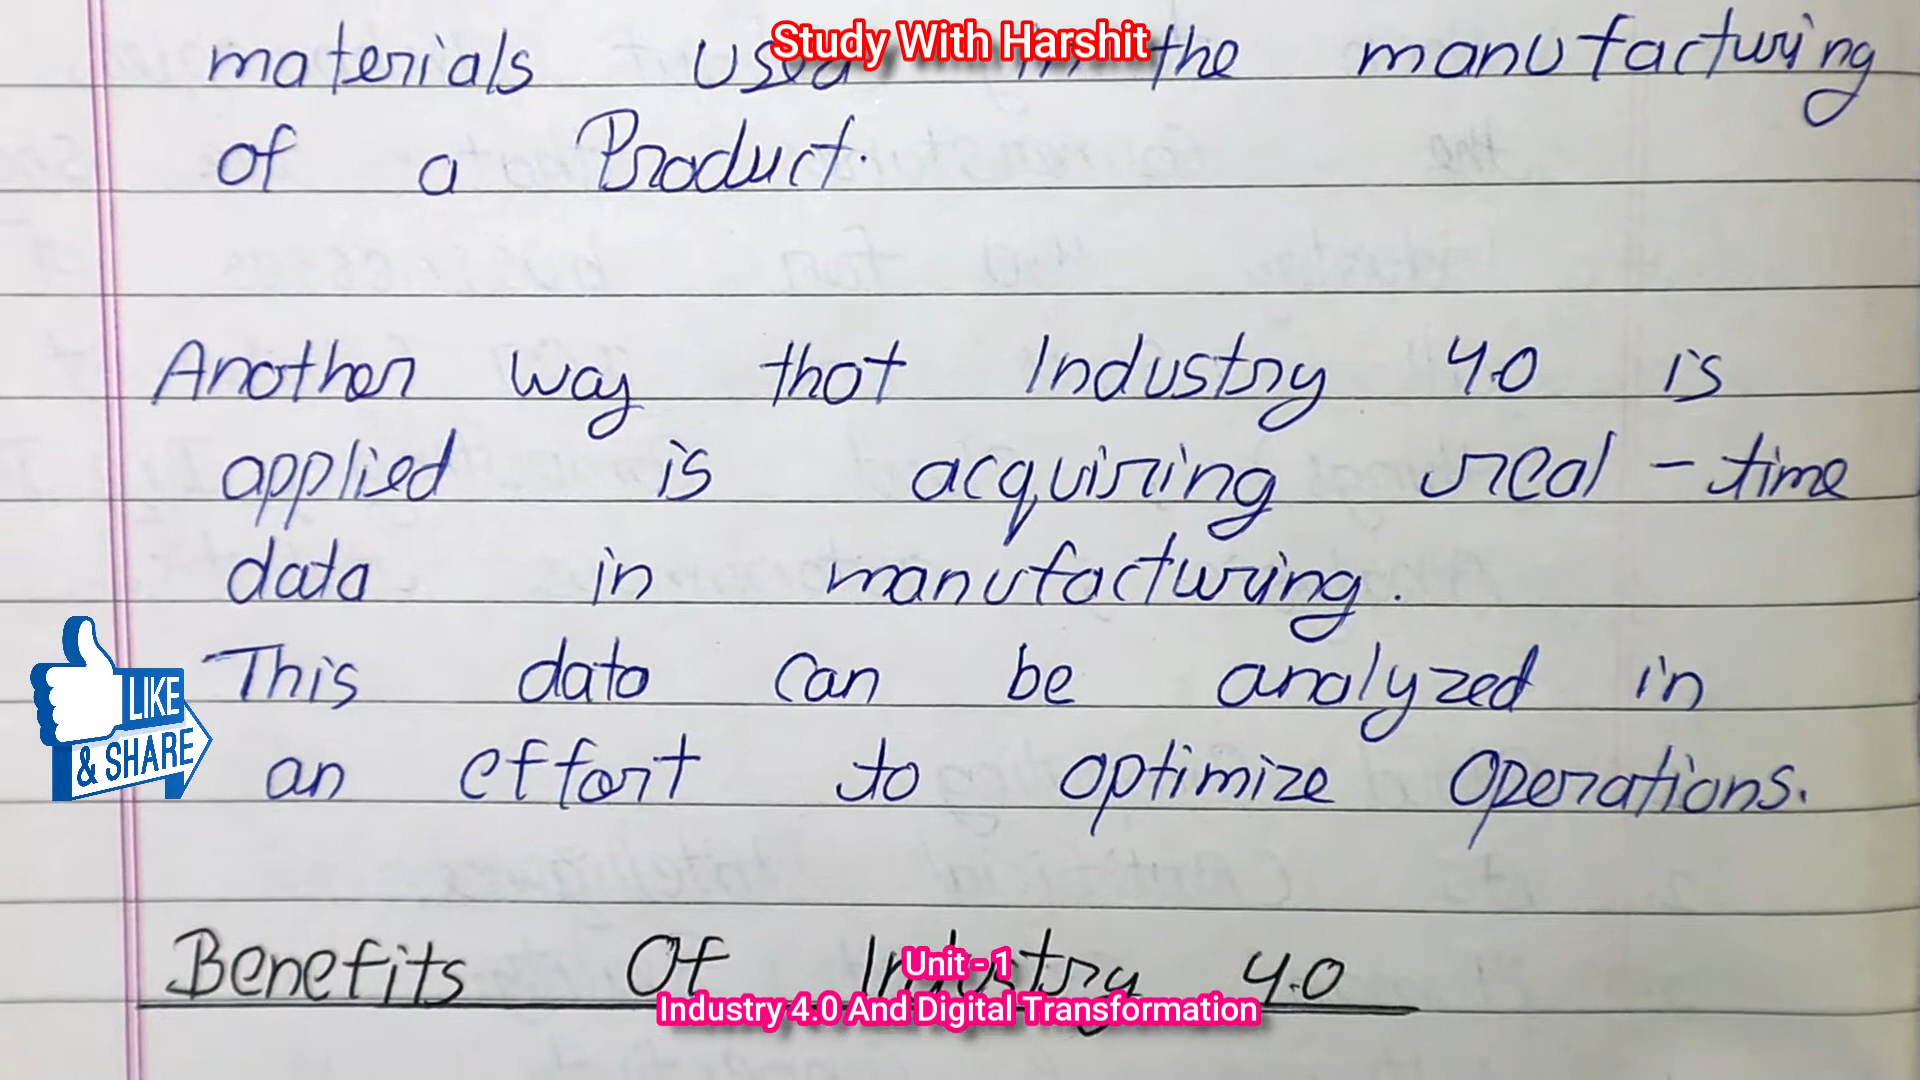 Study With Harshit
materials used in the manufacturing
of a Product.
Another way that Industry 4.0 is
applied is acquiring real - time
data in manufacturing.
This data can be analyzed in
an effort to optimize operations.
LIKE
& SHARE
Benefits Of Industry 4.0
Unit - 1
Industry 4.0 And Digital Transformation